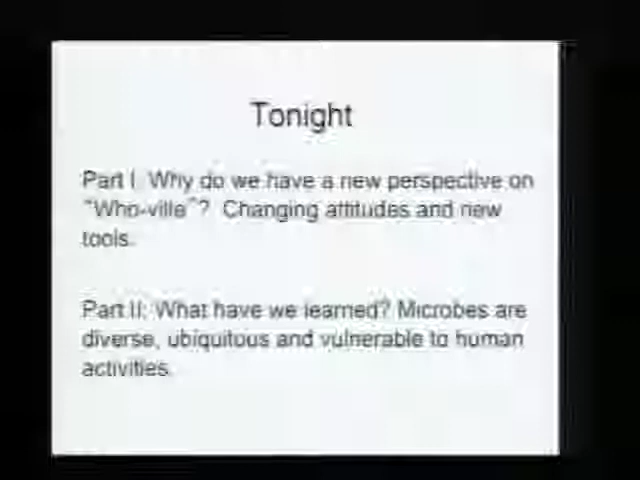 Tonight
Part I: Why do we have a new perspective on
"Who-ville"? Changing attitudes and new
tools.
Part II: What have we learned? Microbes are
diverse, ubiquitous and vulnerable to human
activities.